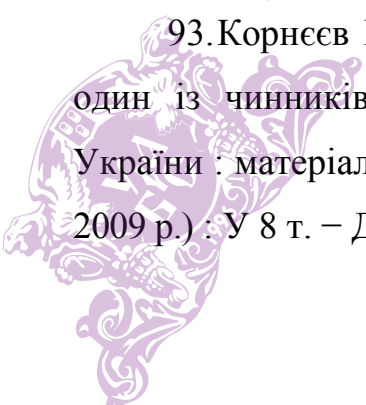 93. Корнєєв
один із чинників
України : матеріал
2009 р.) : У 8 т. − Д